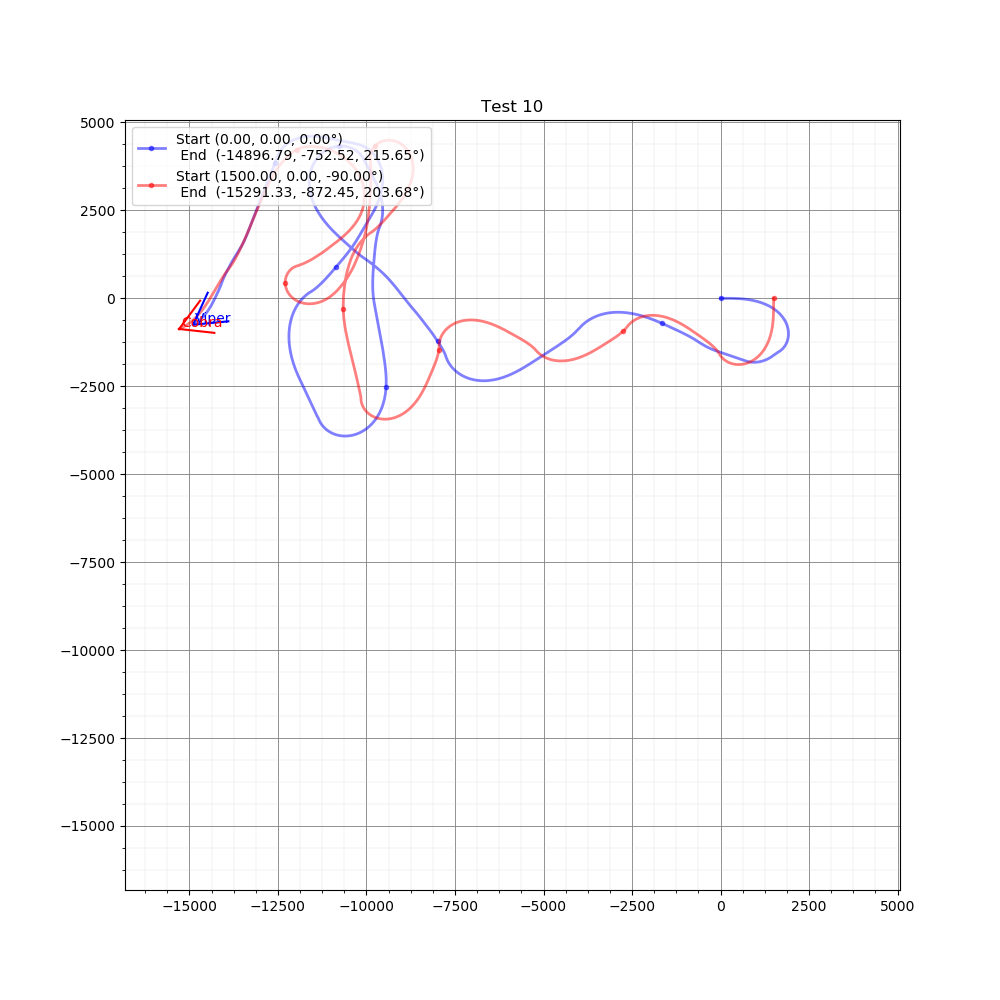 Test 10
Start (0.00, 0.00, 0.00°)
End (-14896.79, -752.52, 215.65°)
Start (1500.00, 0.00, -90.00°)
End (-15291.33, -872.45, 203.68°)
5000
2500
0
−2500
−5000
−7500
−10000
−12500
−15000
Viper
Cobra
−15000 −12500 −10000 −7500 −5000 −2500 0 2500 5000